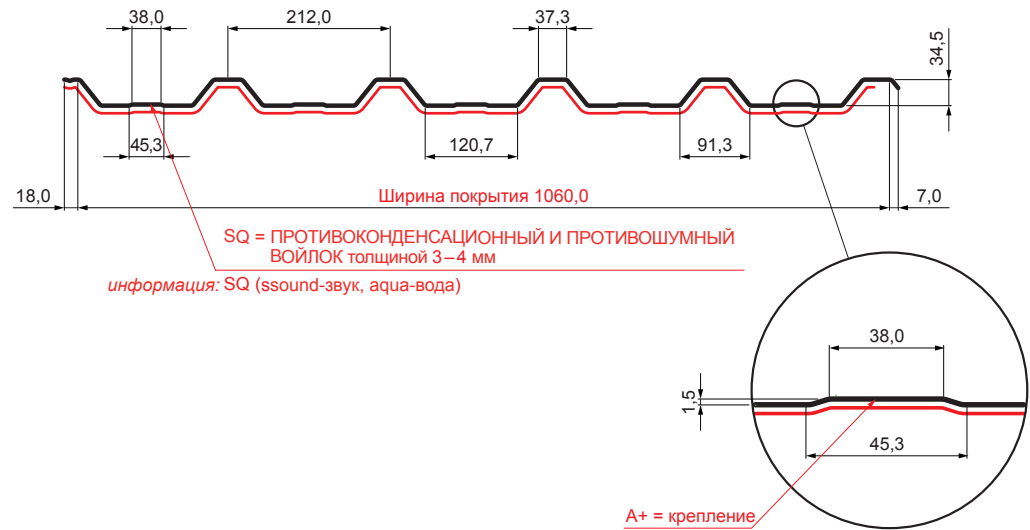 38,0
212,0
37,3
34,5
45,3
120,7
91,3
18,0
Ширина покрытия 1060,0
7,0
SQ = ПРОТИВОКОНДЕНСАЦИОННЫЙ И ПРОТИВОШУМНЫЙ
ВОЙЛОК толщиной 3–4 мм
информация: SQ (ssound-звук, aqua-вода)
38,0
1,5
45,3
A+ = крепление